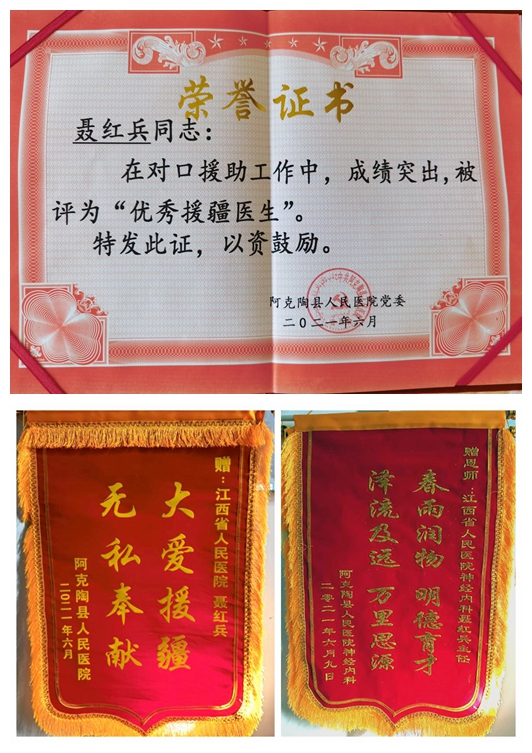 荣誉证书
聂红兵同志：
在对口援助工作中，成绩突出，被
评为“优秀援疆医生”。
特发此证，以资鼓励。
阿克陶县人民医院党委
二〇二一年六月
赠：江西省人民医院 聂红兵
大爱援疆
无私奉献
阿克陶县人民医院
二〇二一年六月
赠恩师：江西省人民医院神经内科聂红兵主任
春雨润物 明德育才
泽流及远 万里思源
阿克陶县人民医院神经内科
二零二一年六月九日